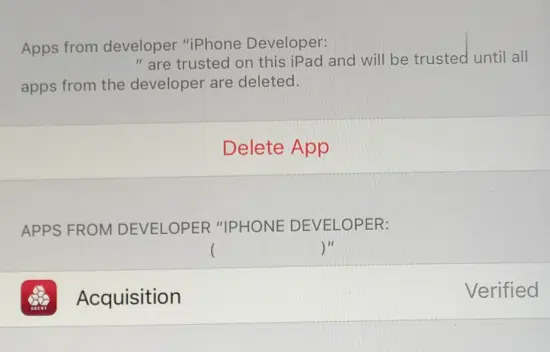 Apps from developer “iPhone Developer:
” are trusted on this iPad and will be trusted until all
apps from the developer are deleted.
Delete App
APPS FROM DEVELOPER “IPHONE DEVELOPER:
( )”
AGENT
Acquisition
Verified